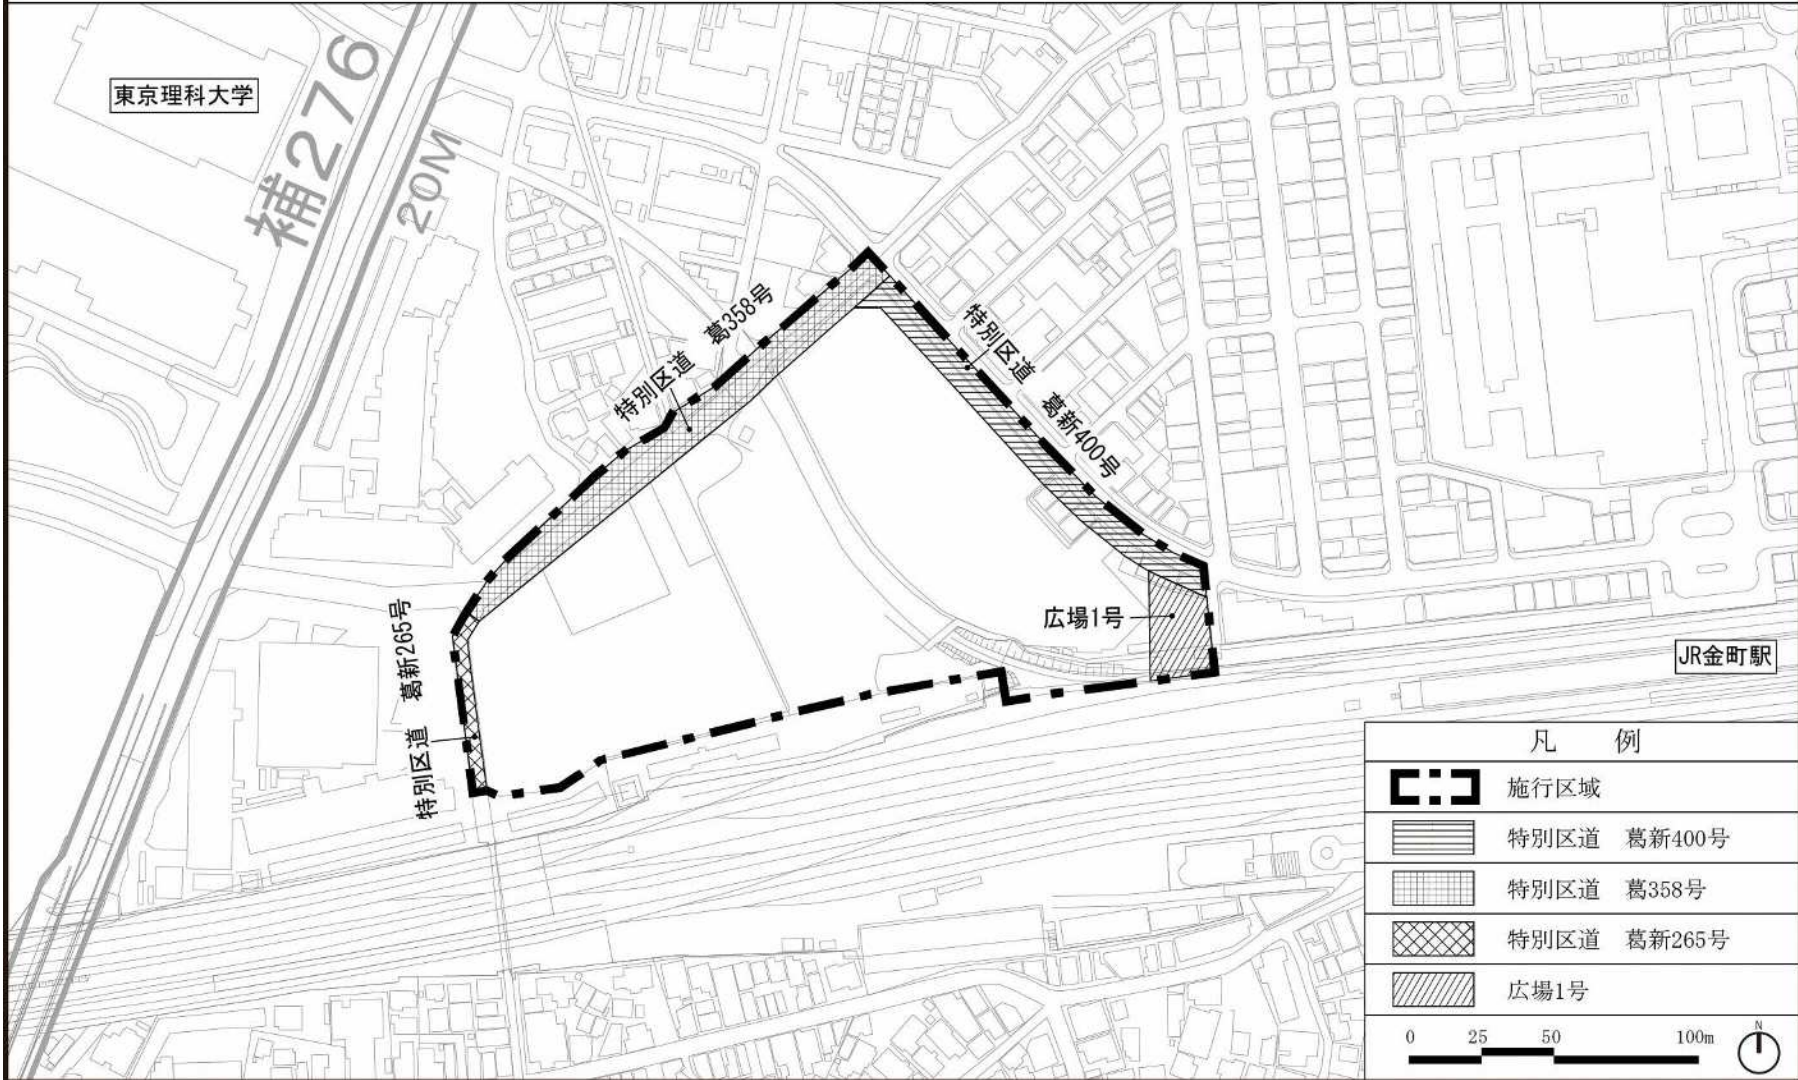 東京理科大学
補276
20M
特別区道　葛358号
特別区道　葛新400号
特別区道　葛新265号
広場1号
JR金町駅
凡　例
施行区域
特別区道　葛新400号
特別区道　葛358号
特別区道　葛新265号
広場1号
0 25 50 100m
N